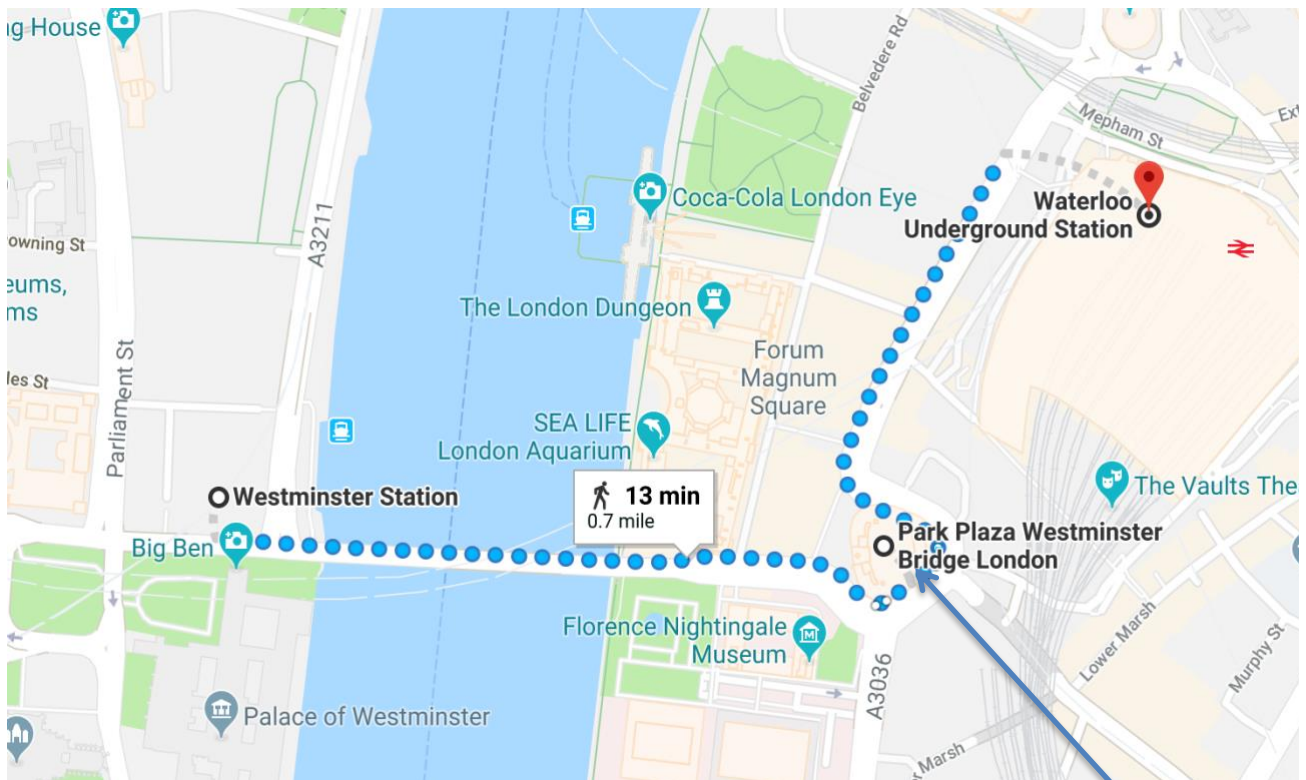 ng House
Belvedere Rd
Mepham St
Ext
Coca-Cola London Eye
Waterloo
Underground Station
owning St
A3211
eums,
ms
The London Dungeon
Forum
Magnum
Square
les St
Parliament St
SEA LIFE
London Aquarium
13 min
0.7 mile
Westminster Station
The Vaults Thea
Big Ben
Park Plaza Westminster
Bridge London
Florence Nightingale
Museum
M
Lower Marsh
Murphy St
A3036
Palace of Westminster
r Marsh